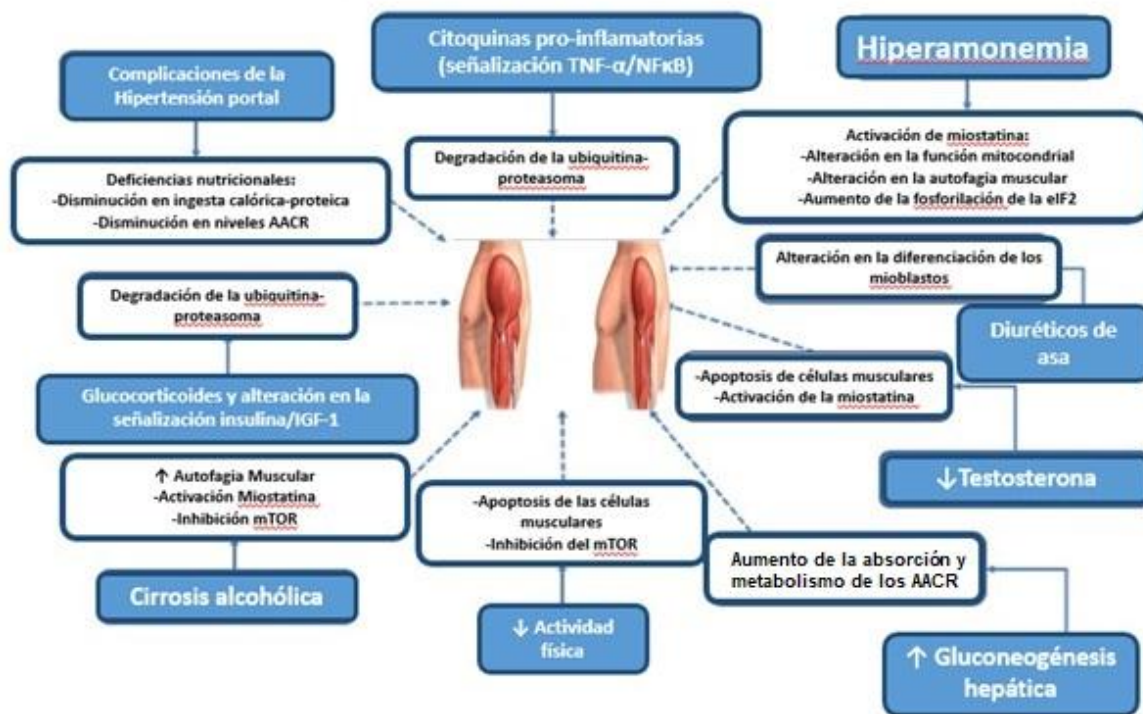 Complicaciones de la
Hipertensión portal
Citoquinas pro-inflamatorias
(señalización TNF-α/NFκB)
Hiperamonemia
Deficiencias nutricionales:
-Disminución en ingesta calórica-proteica
-Disminución en niveles AACR
Degradación de la ubiquitina-
proteasoma
Activación de miostatina:
-Alteración en la función mitocondrial
-Alteración en la autofagia muscular
-Aumento de la fosforilación de la eIF2
Degradación de la ubiquitina-
proteasoma
Glucocorticoides y alteración en la
señalización insulina/IGF-1
Alteración en la diferenciación de los
mioblastos
Diuréticos de
asa
-Apoptosis de células musculares
-Activación de la miostatina
↓Testosterona
↑ Autofagia Muscular
-Activación Miostatina
-Inhibición mTOR
Cirrosis alcohólica
-Apoptosis de las células
musculares
-Inhibición del mTOR
↓ Actividad
física
Aumento de la absorción y
metabolismo de los AACR
↑ Gluconeogénesis
hepática